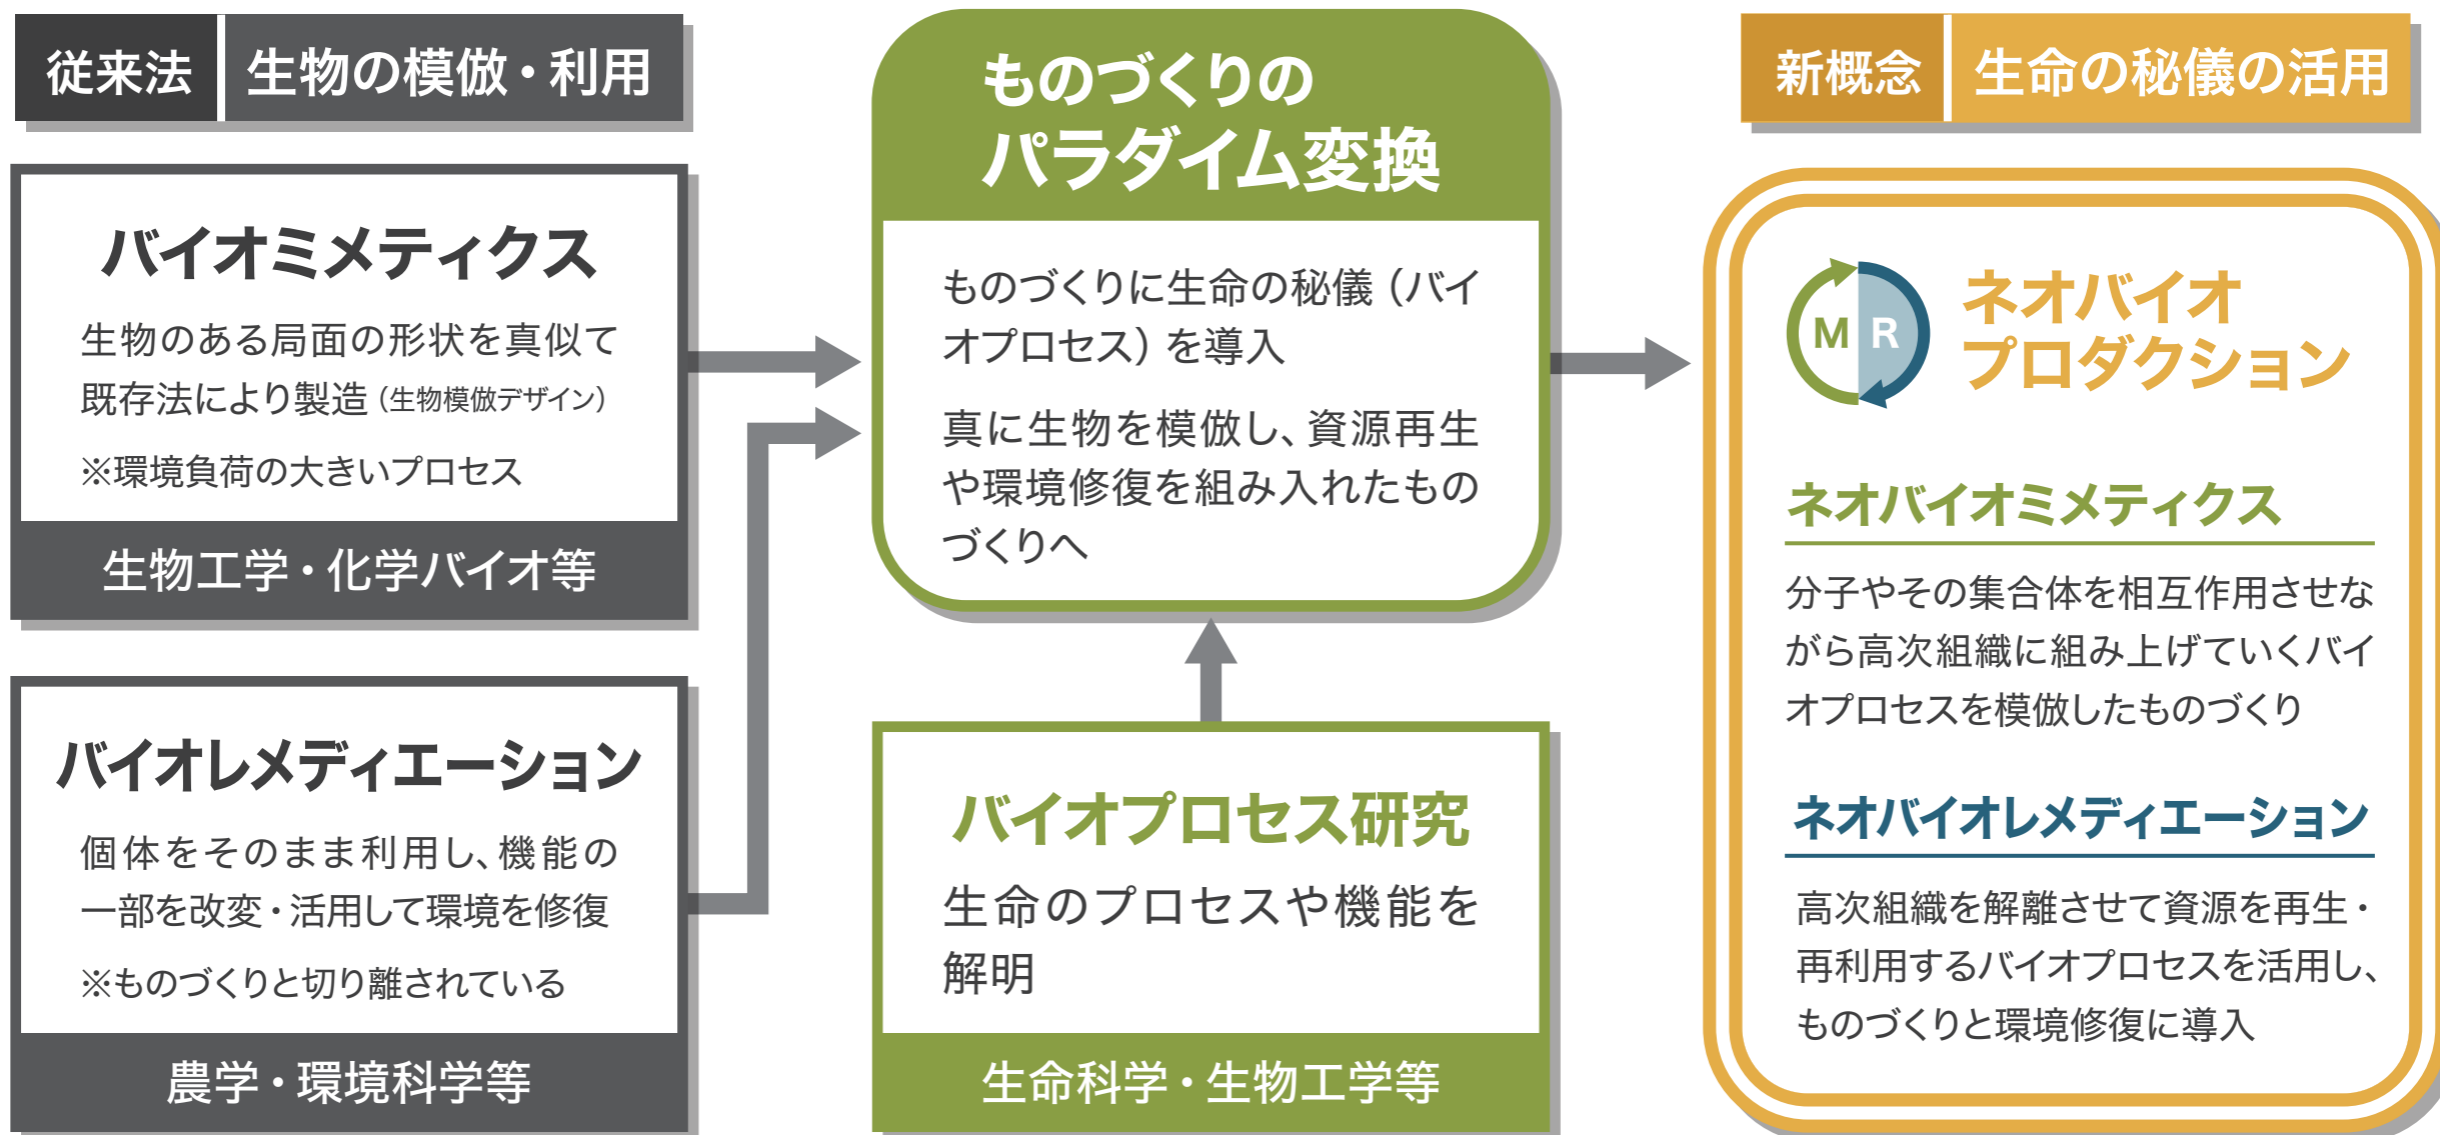 従来法 生物の模倣・利用
バイオミメティクス
生物のある局面の形状を真似て
既存法により製造（生物模倣デザイン）
※環境負荷の大きいプロセス
生物工学・化学バイオ等
バイオレメディエーション
個体をそのまま利用し、機能の
一部を改変・活用して環境を修復
※ものづくりと切り離されている
農学・環境科学等
ものづくりの
パラダイム変換
ものづくりに生命の秘儀（バイ
オプロセス）を導入
真に生物を模倣し、資源再生
や環境修復を組み入れたもの
づくりへ
バイオプロセス研究
生命のプロセスや機能を
解明
生命科学・生物工学等
新概念 生命の秘儀の活用
M R
ネオバイオ
プロダクション
ネオバイオミメティクス
分子やその集合体を相互作用させな
がら高次組織に組み上げていくバイ
オプロセスを模倣したものづくり
ネオバイオレメディエーション
高次組織を解離させて資源を再生・
再利用するバイオプロセスを活用し、
ものづくりと環境修復に導入